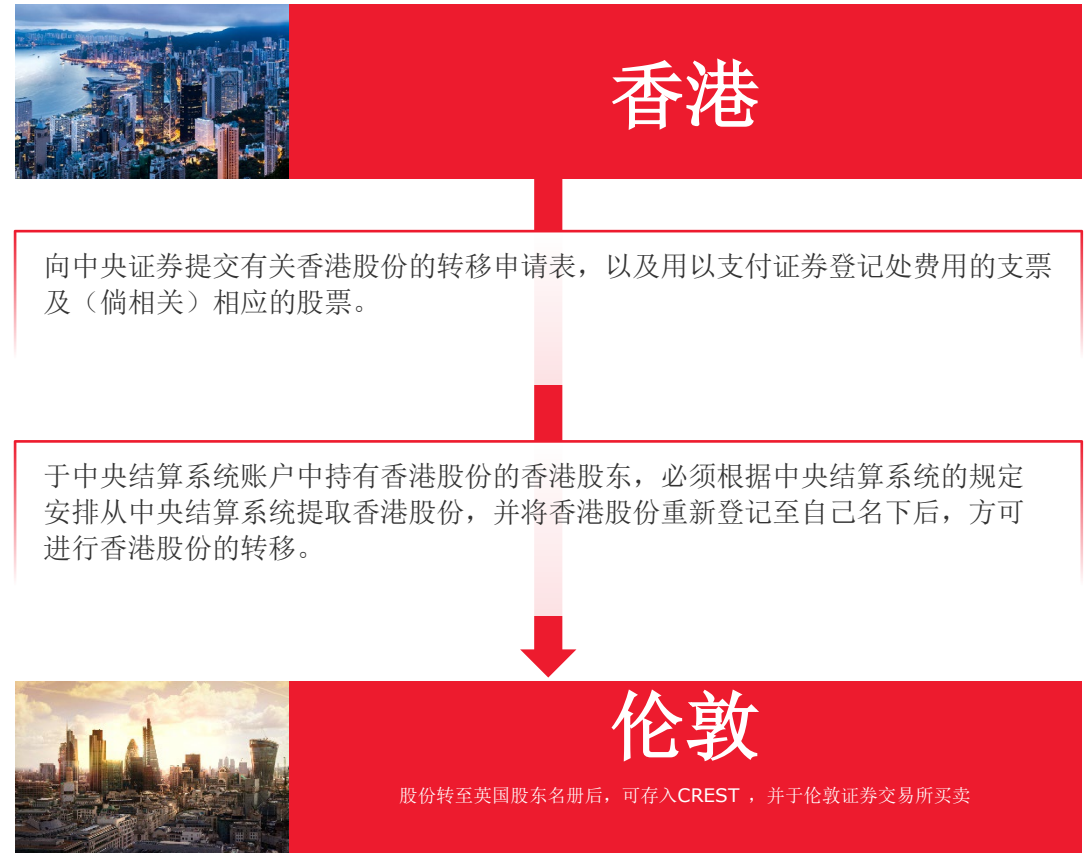 香港
向中央证券提交有关香港股份的转移申请表，以及用以支付证券登记处费用的支票
及（倘相关）相应的股票。
于中央结算系统账户中持有香港股份的香港股东，必须根据中央结算系统的规定
安排从中央结算系统提取香港股份，并将香港股份重新登记至自己名下后，方可
进行香港股份的转移。
伦敦
股份转至英国股东名册后，可存入CREST ，并于伦敦证券交易所买卖